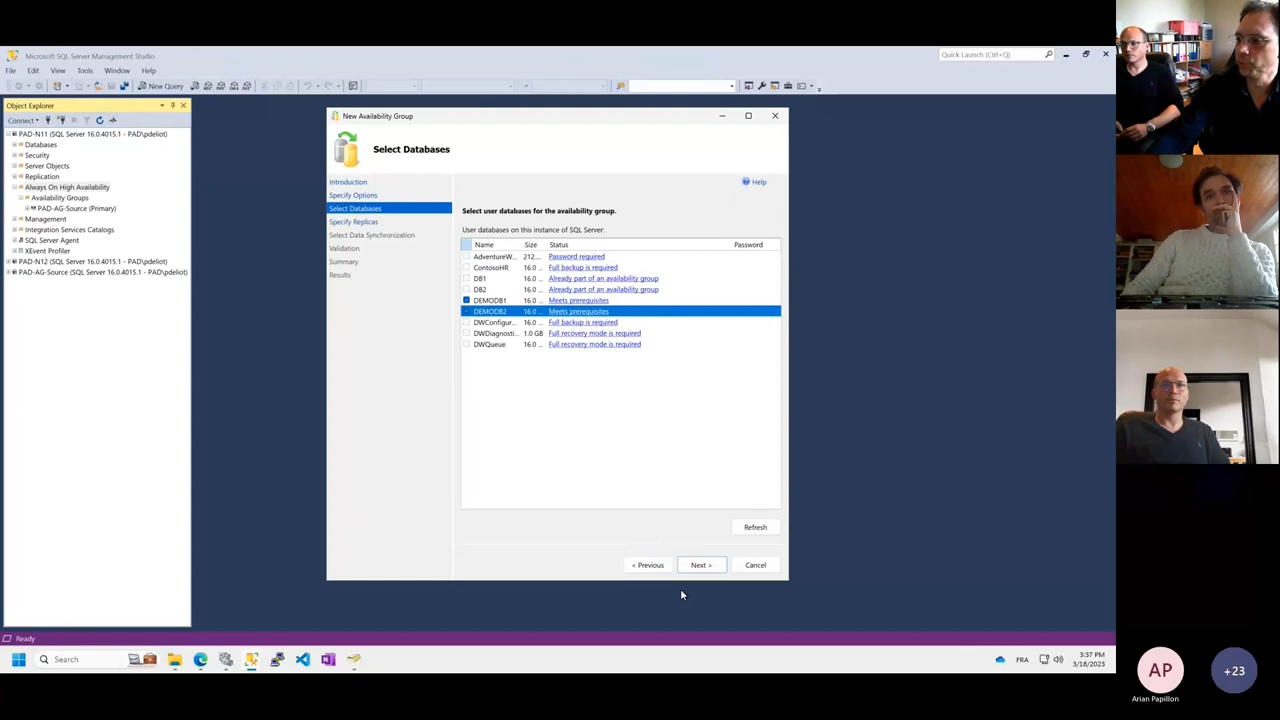 Microsoft SQL Server Management Studio
Quick Launch (Ctrl+Q)
File Edit View Tools Window Help
New Query
Object Explorer
Connect
PAD-N11 (SQL Server 16.0.4015.1 - PAD\pdeliot)
Databases
Security
Server Objects
Replication
Always On High Availability
Availability Groups
PAD-AG-Source (Primary)
Management
Integration Services Catalogs
SQL Server Agent
XEvent Profiler
PAD-N12 (SQL Server 16.0.4015.1 - PAD\pdeliot)
PAD-AG-Source (SQL Server 16.0.4015.1 - PAD\pdeliot)
New Availability Group
Select Databases
Introduction
Specify Options
Select Databases
Specify Replicas
Select Data Synchronization
Validation
Summary
Results
Help
Select user databases for the availability group.
User databases on this instance of SQL Server:
Name Size Status Password
AdventureW... 212.... Password required
ContosoHR 16.0 ... Full backup is required
DB1 16.0 ... Already part of an availability group
DB2 16.0 ... Already part of an availability group
DEMODB1 16.0 ... Meets prerequisites
DEMODB2 16.0 ... Meets prerequisites
DWConfigur... 16.0 ... Full backup is required
DWDiagnosti... 1.0 GB Full recovery mode is required
DWQueue 16.0 ... Full recovery mode is required
Refresh
< Previous Next > Cancel
Ready
Search
FRA
3:37 PM
3/18/2023
AP
+23
Arian Papillon